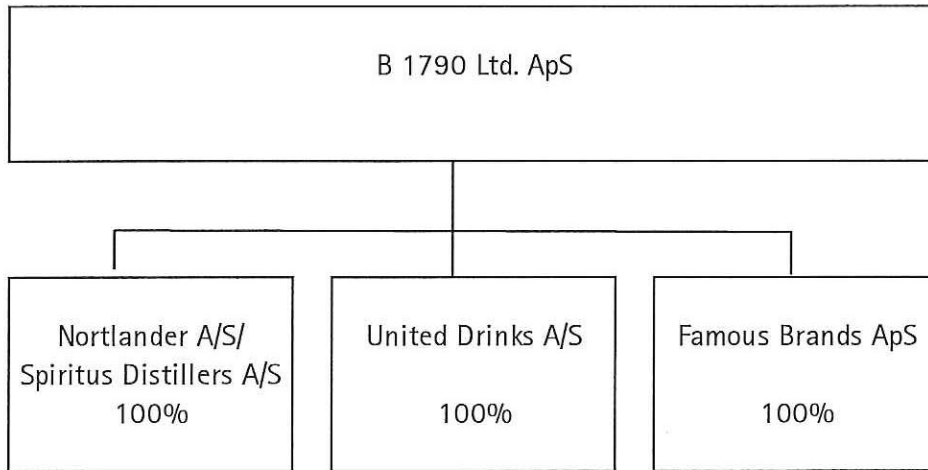 B 1790 Ltd. ApS
Nortlander A/S/
Spiritus Distillers A/S
100%
United Drinks A/S
100%
Famous Brands ApS
100%